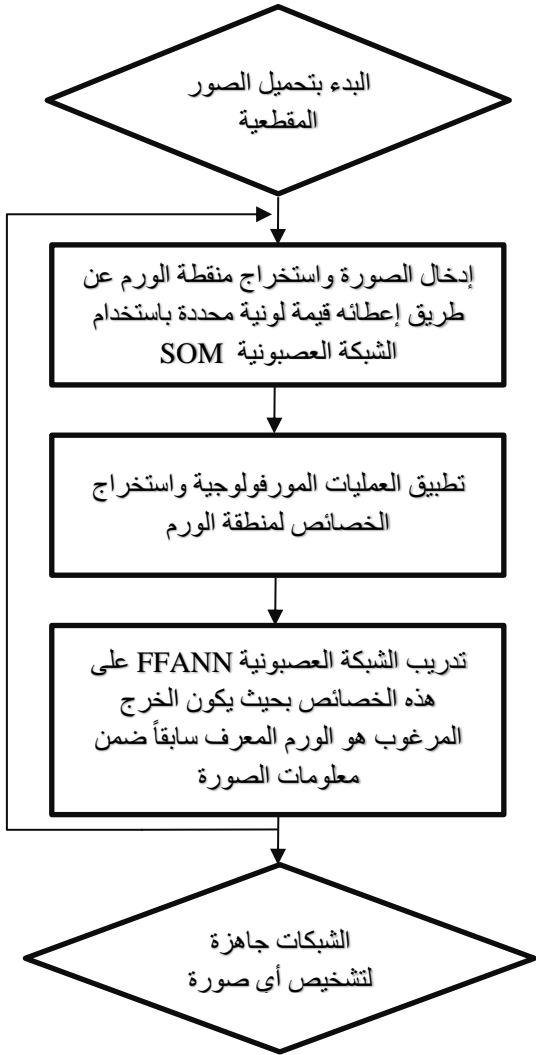 البدء بتحميل الصور
المقطعية
إدخال الصورة واستخراج منقطة الورم عن
طريق إعطائه قيمة لونية محددة باستخدام
الشبكة العصبونية SOM
تطبيق العمليات المورفولوجية واستخراج
الخصائص لمنطقة الورم
تدريب الشبكة العصبونية FFANN على
هذه الخصائص بحيث يكون الخرج
المرغوب هو الورم المعرف سابقاً ضمن
معلومات الصورة
الشبكات جاهزة
لتشخيص أي صورة